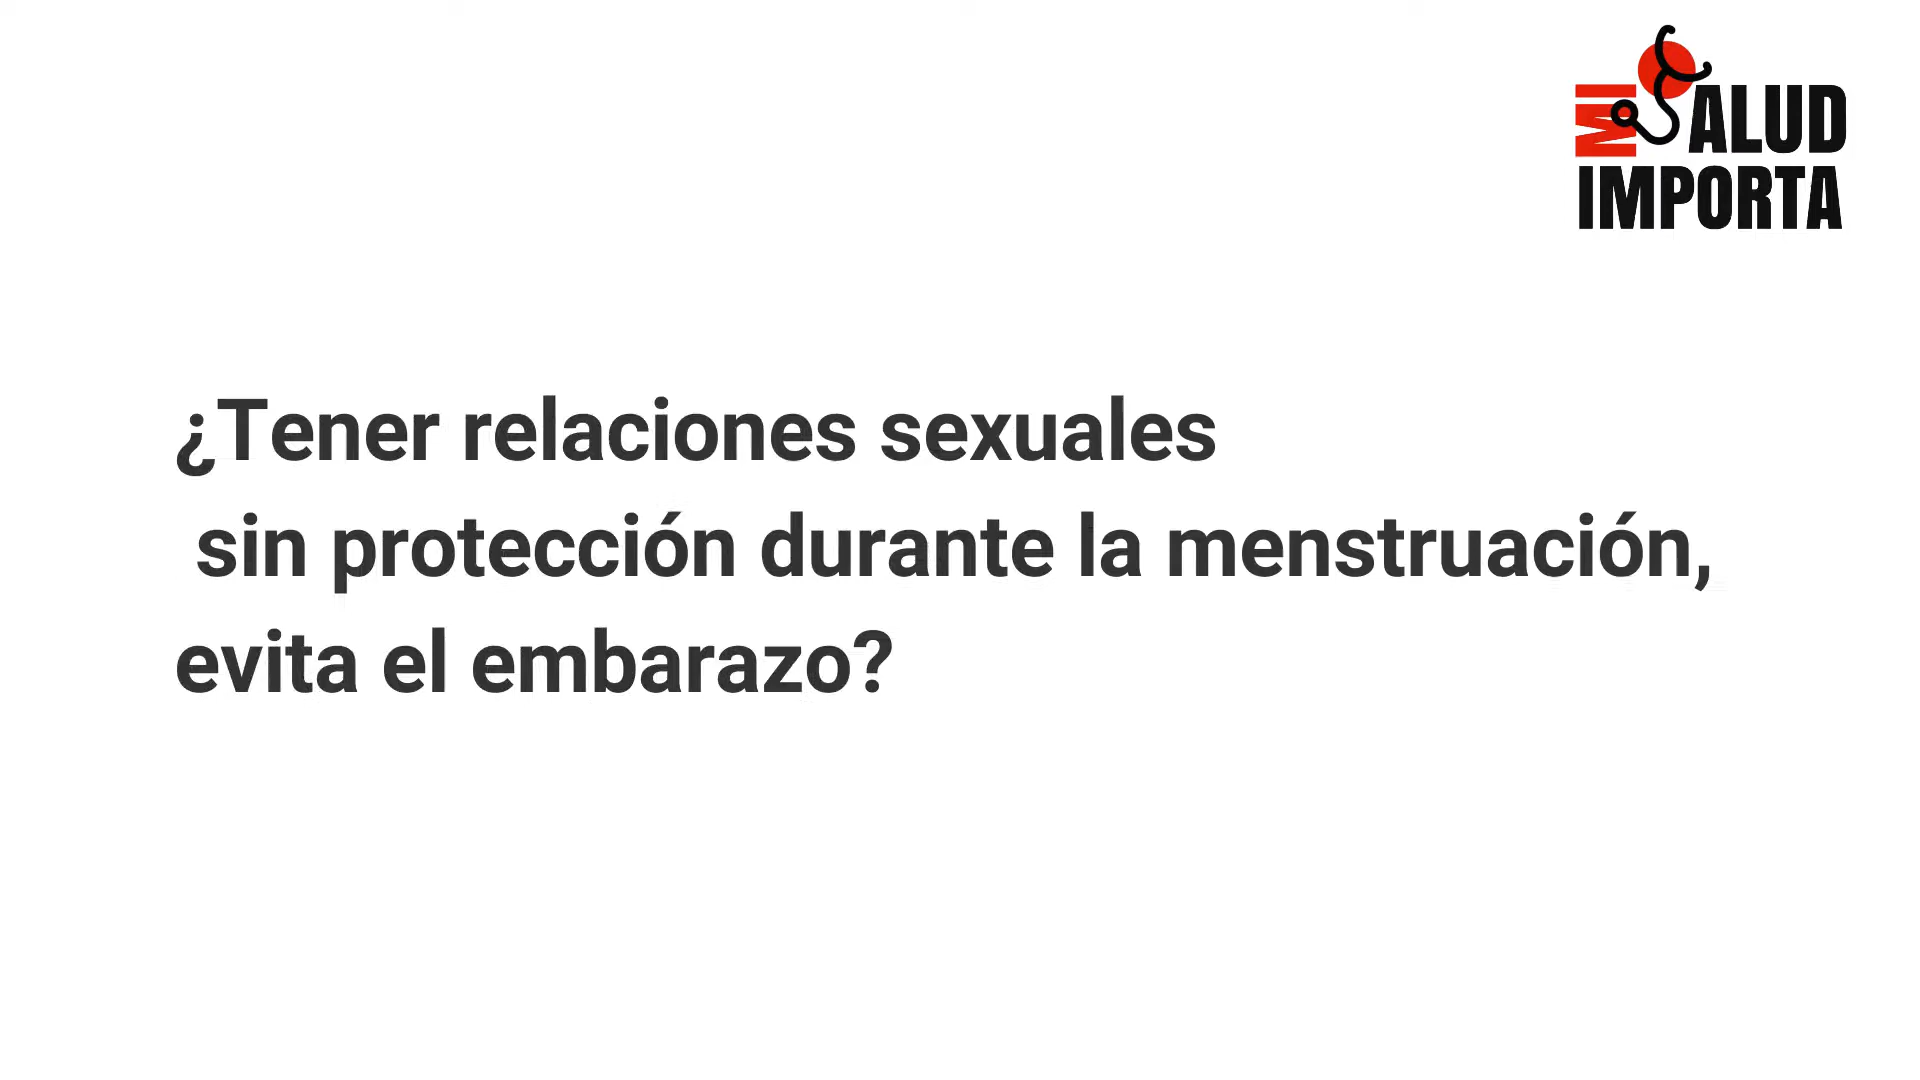 MI SALUD
IMPORTA
¿Tener relaciones sexuales
sin protección durante la menstruación,
evita el embarazo?